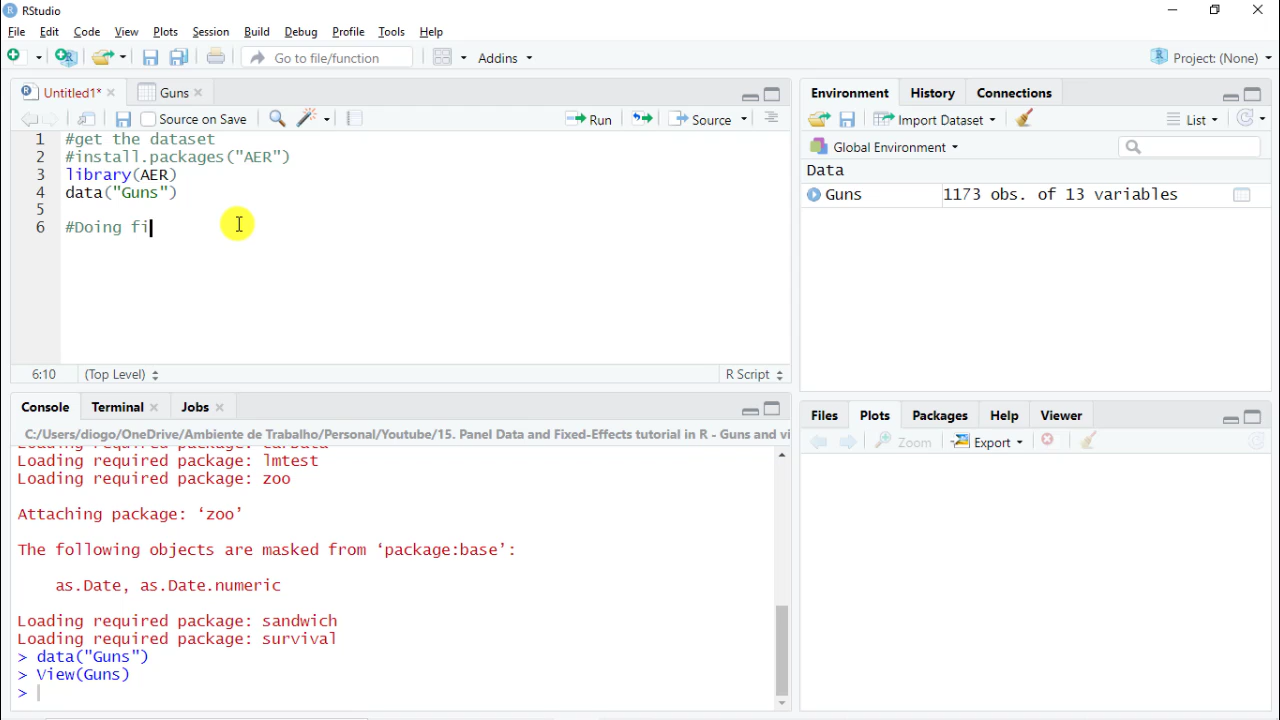 RStudio
File Edit Code View Plots Session Build Debug Profile Tools Help
Go to file/function Addins Project: (None)
Untitled1* Guns
Source on Save Run Source
1 #get the dataset
2 #install.packages("AER")
3 library(AER)
4 data("Guns")
5
6 #Doing fi
6:10 (Top Level) R Script
Console Terminal Jobs
C:/Users/diogo/OneDrive/Ambiente de Trabalho/Personal/Youtube/15. Panel Data and Fixed-Effects tutorial in R - Guns and vi
Loading required package: lmtest
Loading required package: zoo
Attaching package: ‘zoo’
The following objects are masked from ‘package:base’:
as.Date, as.Date.numeric
Loading required package: sandwich
Loading required package: survival
> data("Guns")
> View(Guns)
>
Environment History Connections
Import Dataset List
Global Environment
Data
Guns 1173 obs. of 13 variables
Files Plots Packages Help Viewer
Zoom Export